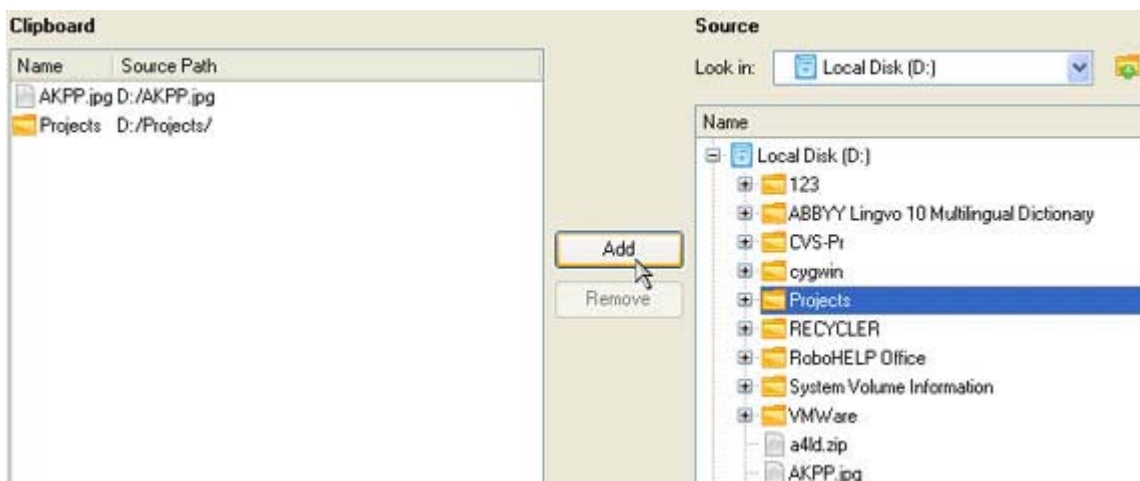 Clipboard
Name Source Path
AKPP.jpg D:/AKPP.jpg
Projects D:/Projects/
Add
Remove
Source
Look in: Local Disk (D:)
Name
Local Disk (D:)
123
ABBYY Lingvo 10 Multilingual Dictionary
CVS-Pr
cygwin
Projects
RECYCLER
RoboHELP Office
System Volume Information
VMWare
a4ld.zip
AKPP.jpg